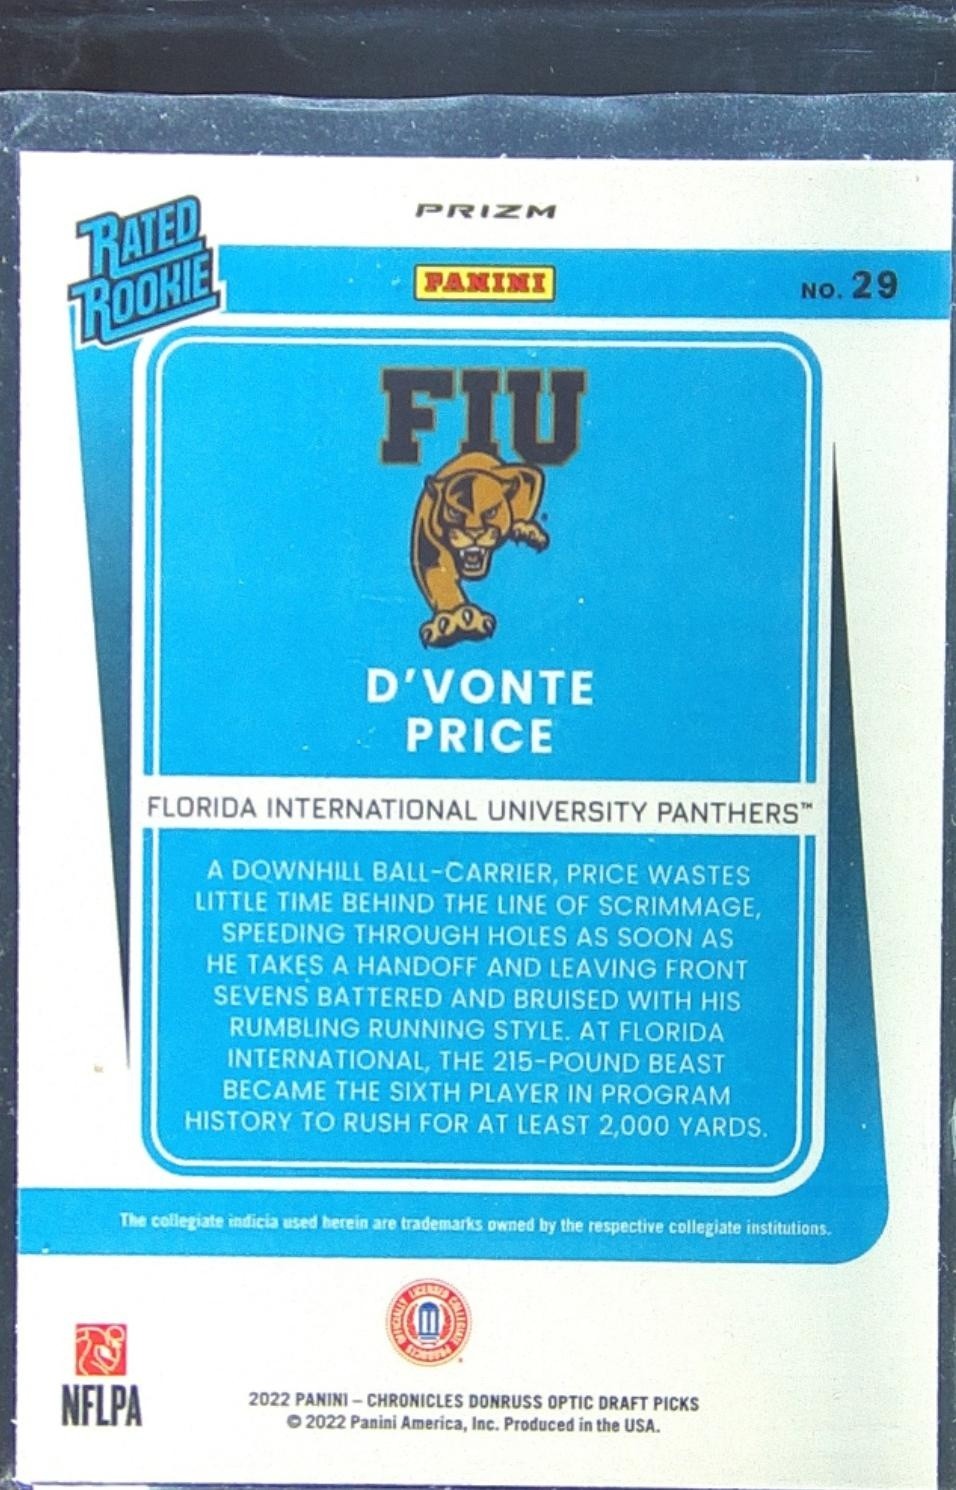 PRIZM
RATED
ROOKIE
PANINI
NO. 29
FIU
D'VONTE
PRICE
FLORIDA INTERNATIONAL UNIVERSITY PANTHERS™
A DOWNHILL BALL-CARRIER, PRICE WASTES
LITTLE TIME BEHIND THE LINE OF SCRIMMAGE,
SPEEDING THROUGH HOLES AS SOON AS
HE TAKES A HANDOFF AND LEAVING FRONT
SEVENS BATTERED AND BRUISED WITH HIS
RUMBLING RUNNING STYLE. AT FLORIDA
INTERNATIONAL, THE 215-POUND BEAST
BECAME THE SIXTH PLAYER IN PROGRAM
HISTORY TO RUSH FOR AT LEAST 2,000 YARDS.
The collegiate indicia used herein are trademarks owned by the respective collegiate institutions.
OFFICIALLY LICENSED COLLEGIATE PRODUCTS
NFLPA
2022 PANINI – CHRONICLES DONRUSS OPTIC DRAFT PICKS
© 2022 Panini America, Inc. Produced in the USA.